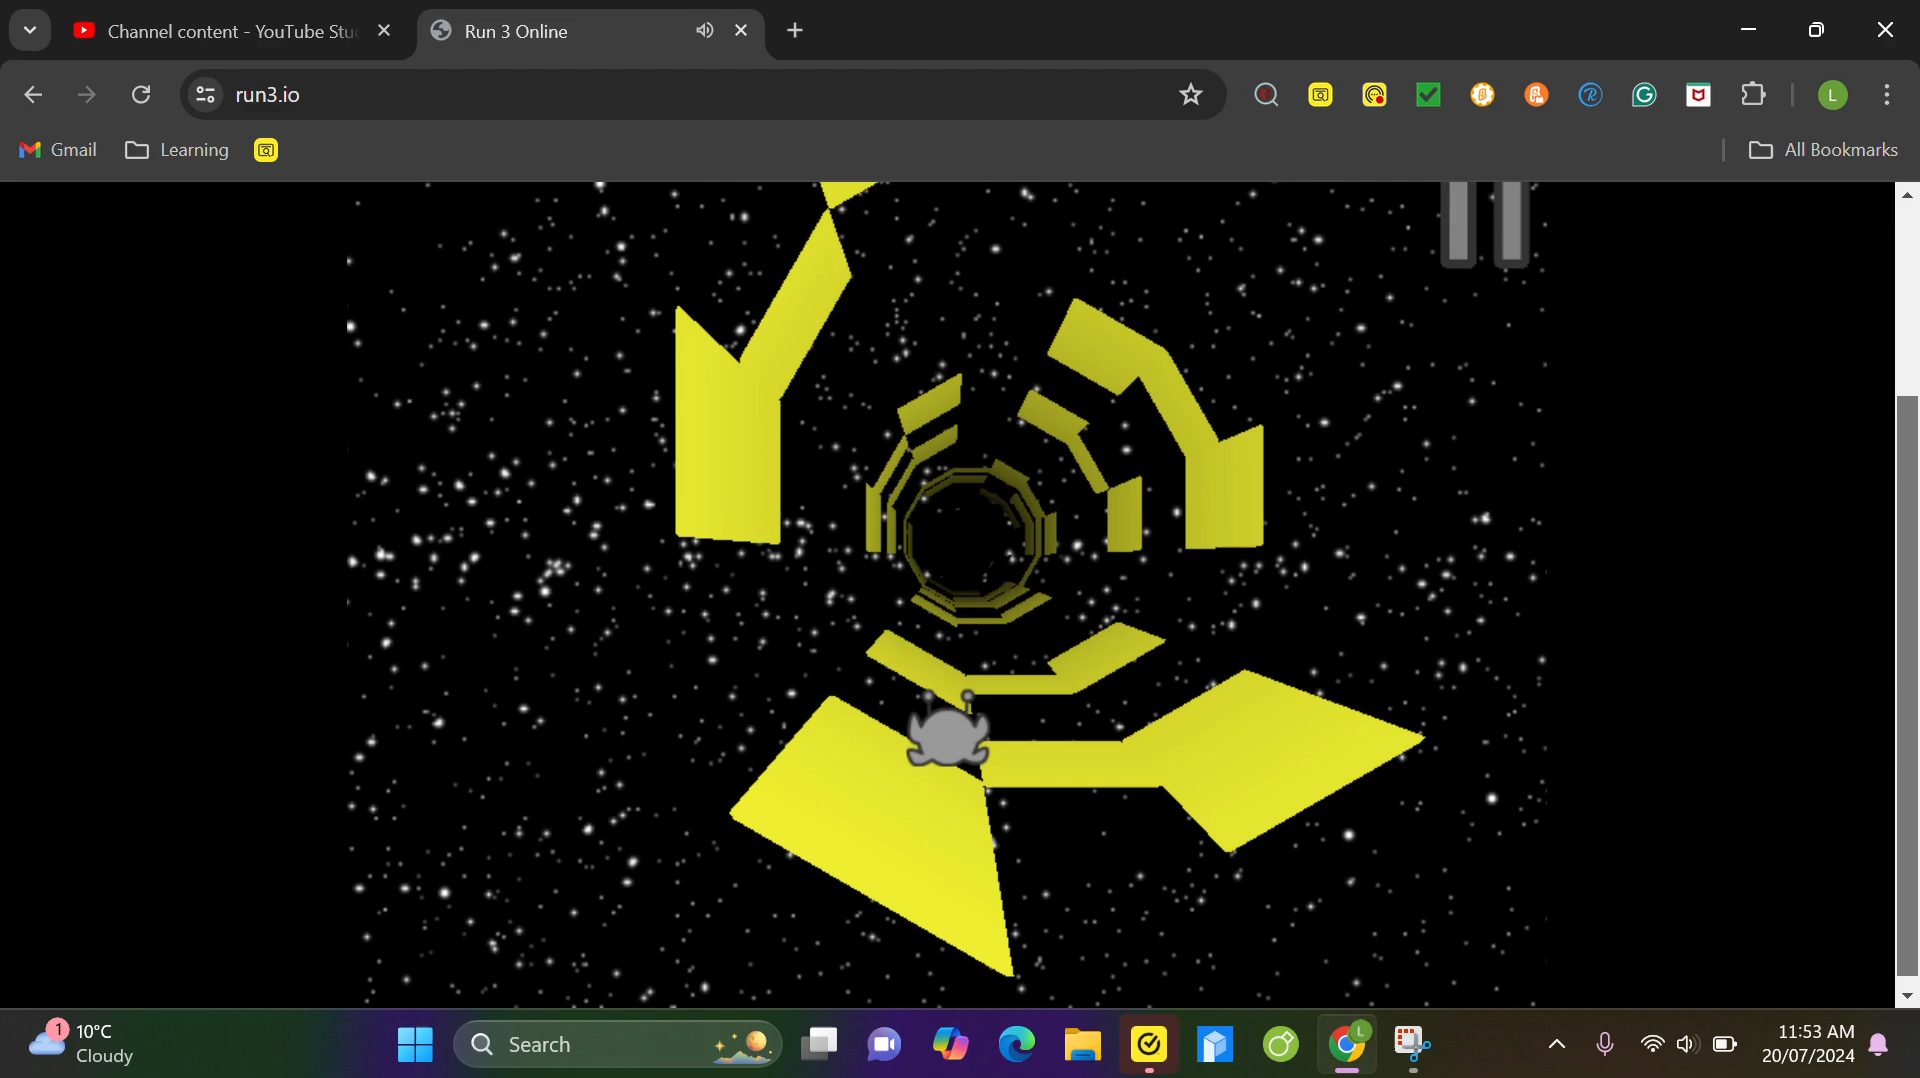 Channel content - YouTube Stu
Run 3 Online
run3.io
L
Gmail
Learning
All Bookmarks
1
10°C
Cloudy
Search
L
11:53 AM
20/07/2024